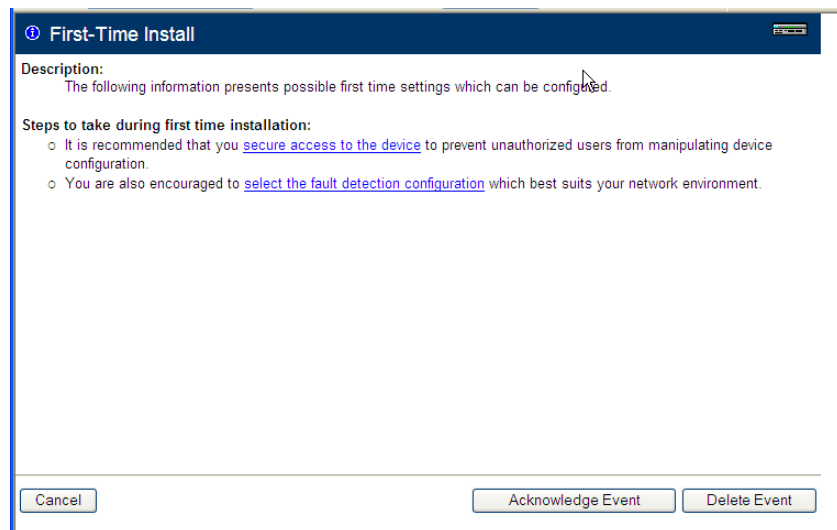 First-Time Install
Description:
The following information presents possible first time settings which can be configured.
Steps to take during first time installation:
o It is recommended that you secure access to the device to prevent unauthorized users from manipulating device
configuration.
o You are also encouraged to select the fault detection configuration which best suits your network environment.
Cancel Acknowledge Event Delete Event